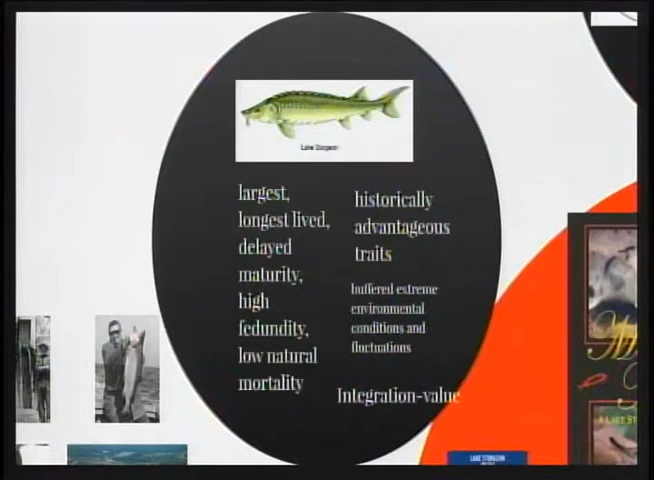 Lake Sturgeon
largest,
longest lived,
delayed
maturity,
high
fedundity,
low natural
mortality
historically
advantageous
traits
buffered extreme
environmental
conditions and
fluctuations
Integration-value
LAKE STURGEON